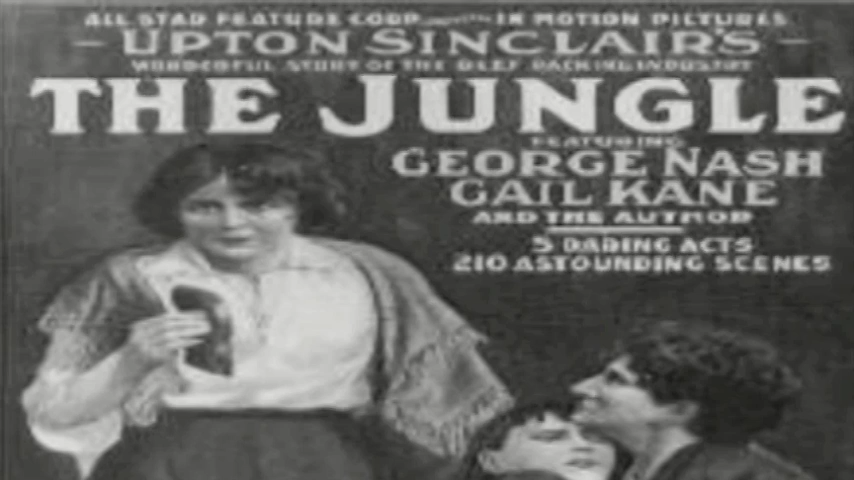 ALL STAR FEATURE CORP. IN MOTION PICTURES
– UPTON SINCLAIR'S –
WONDERFUL STORY OF THE BEEF PACKING INDUSTRY
THE JUNGLE
FEATURING
GEORGE NASH
GAIL KANE
AND THE AUTHOR
5 DARING ACTS
210 ASTOUNDING SCENES